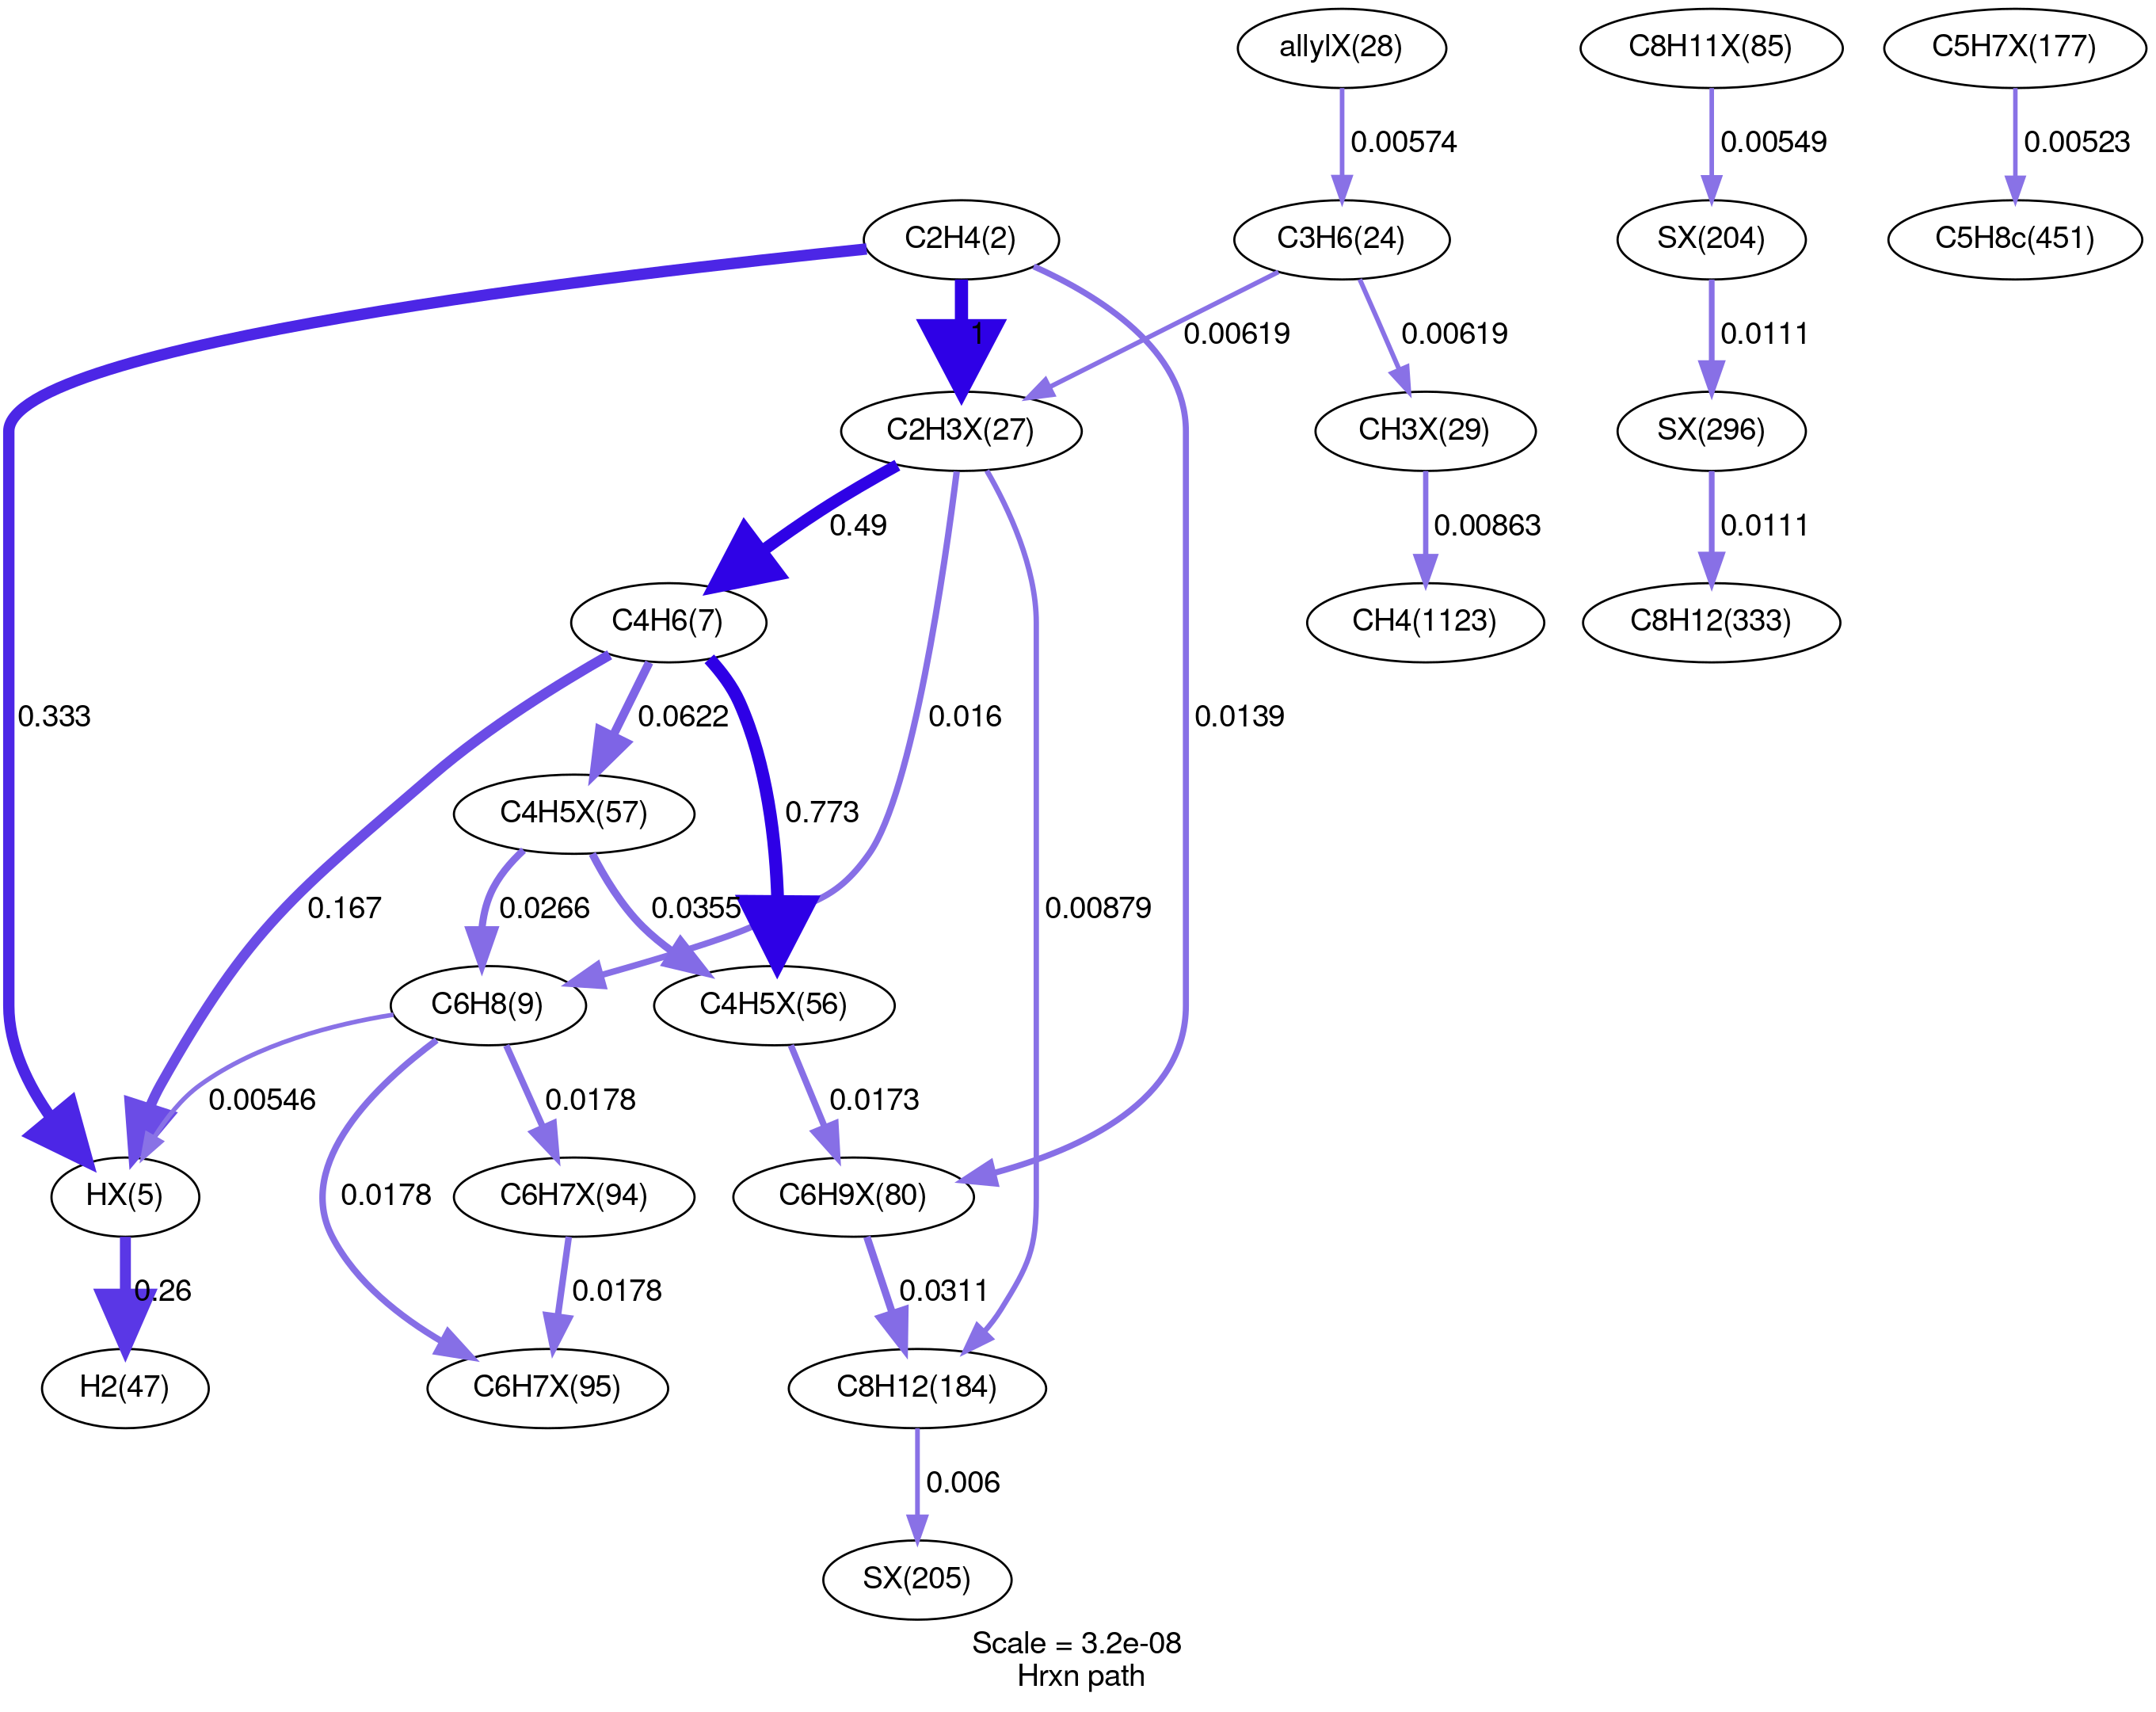 allylX(28)
C8H11X(85)
C5H7X(177)
0.00574
0.00549
0.00523
C2H4(2)
C3H6(24)
SX(204)
C5H8c(451)
1
0.00619
0.00619
0.0111
C2H3X(27)
CH3X(29)
SX(296)
0.49
0.00863
0.0111
C4H6(7)
CH4(1123)
C8H12(333)
0.333
0.0622
0.016
0.0139
C4H5X(57)
0.773
0.167
0.0266
0.0355
0.00879
C6H8(9)
C4H5X(56)
0.00546
0.0178
0.0173
HX(5)
0.0178
C6H7X(94)
C6H9X(80)
0.26
0.0178
0.0311
H2(47)
C6H7X(95)
C8H12(184)
0.006
SX(205)
Scale = 3.2e-08
Hrxn path